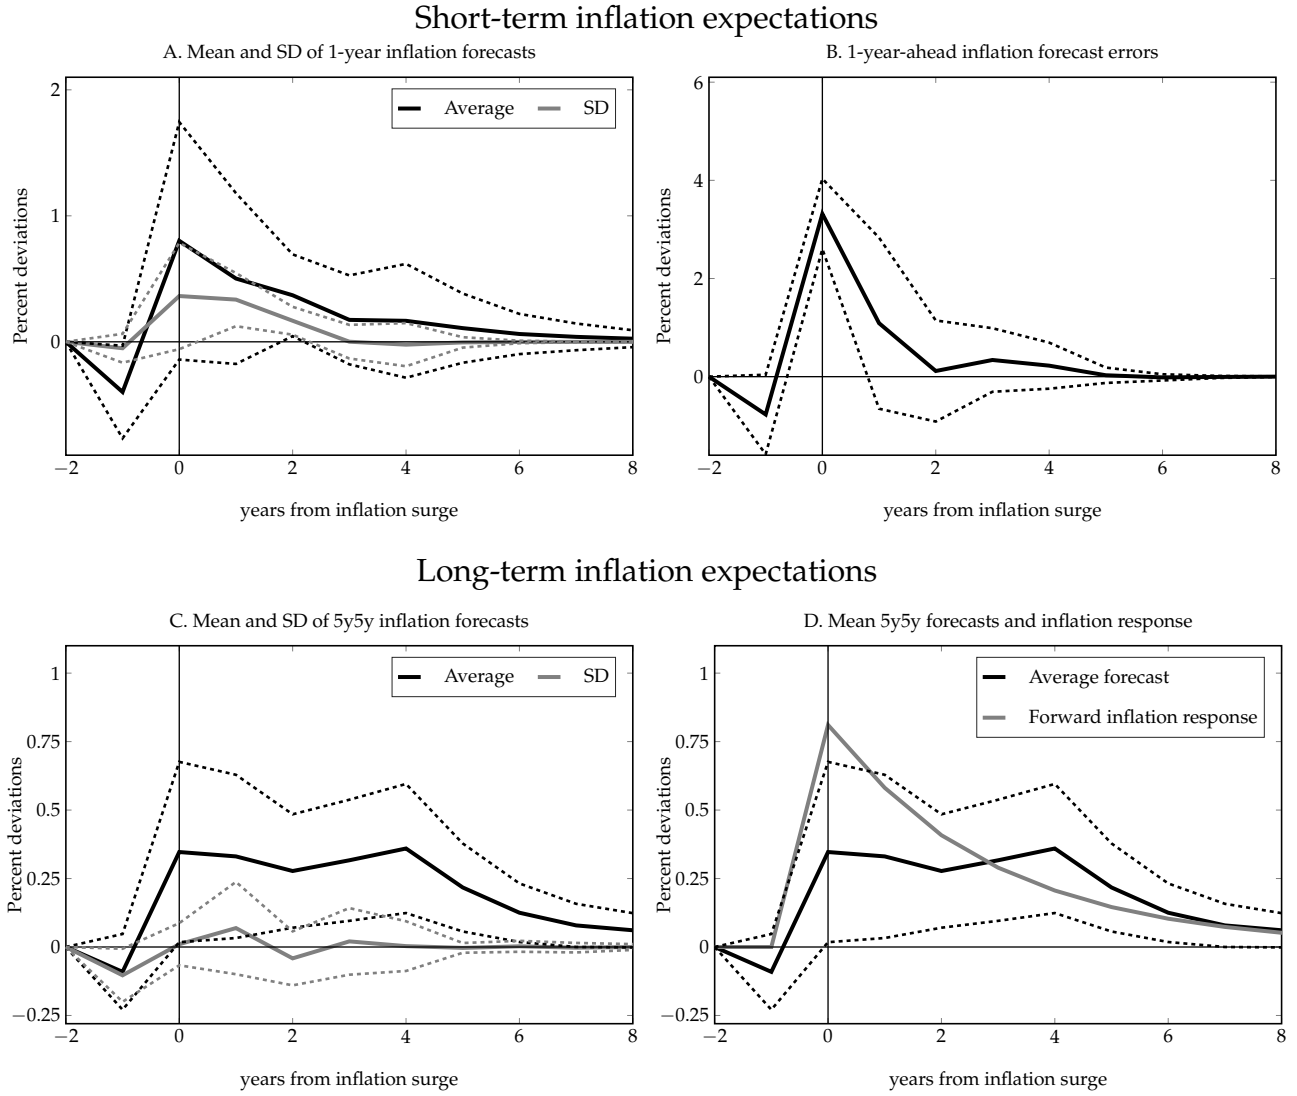 Short-term inflation expectations
A. Mean and SD of 1-year inflation forecasts
2
1
0
−2 0 2 4 6 8
Average SD
Percent deviations
years from inflation surge
B. 1-year-ahead inflation forecast errors
6
4
2
0
−2 0 2 4 6 8
Percent deviations
years from inflation surge
Long-term inflation expectations
C. Mean and SD of 5y5y inflation forecasts
1
0.75
0.5
0.25
0
−0.25
−2 0 2 4 6 8
Average SD
Percent deviations
years from inflation surge
D. Mean 5y5y forecasts and inflation response
1
0.75
0.5
0.25
0
−0.25
−2 0 2 4 6 8
Average forecast
Forward inflation response
Percent deviations
years from inflation surge